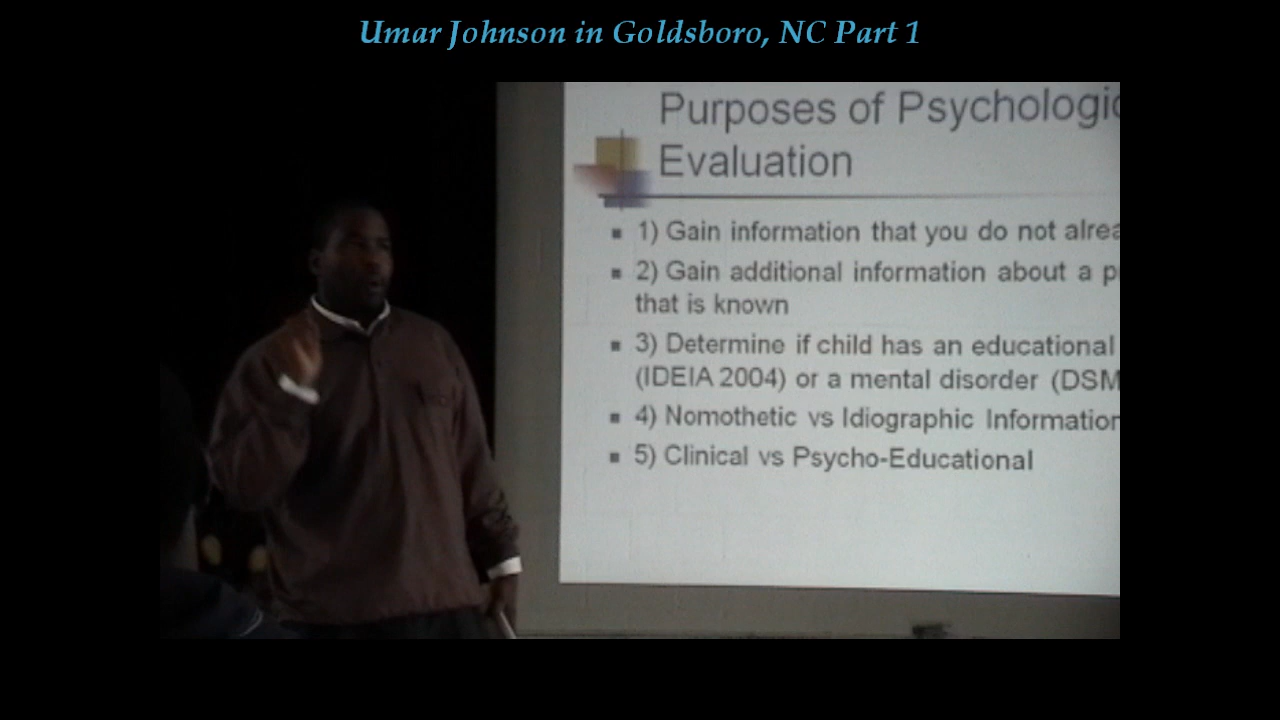 Umar Johnson in Goldsboro, NC Part 1
Purposes of Psychologic
Evaluation
1) Gain information that you do not alrea
2) Gain additional information about a p
that is known
3) Determine if child has an educational
(IDEIA 2004) or a mental disorder (DSM
4) Nomothetic vs Idiographic Information
5) Clinical vs Psycho-Educational